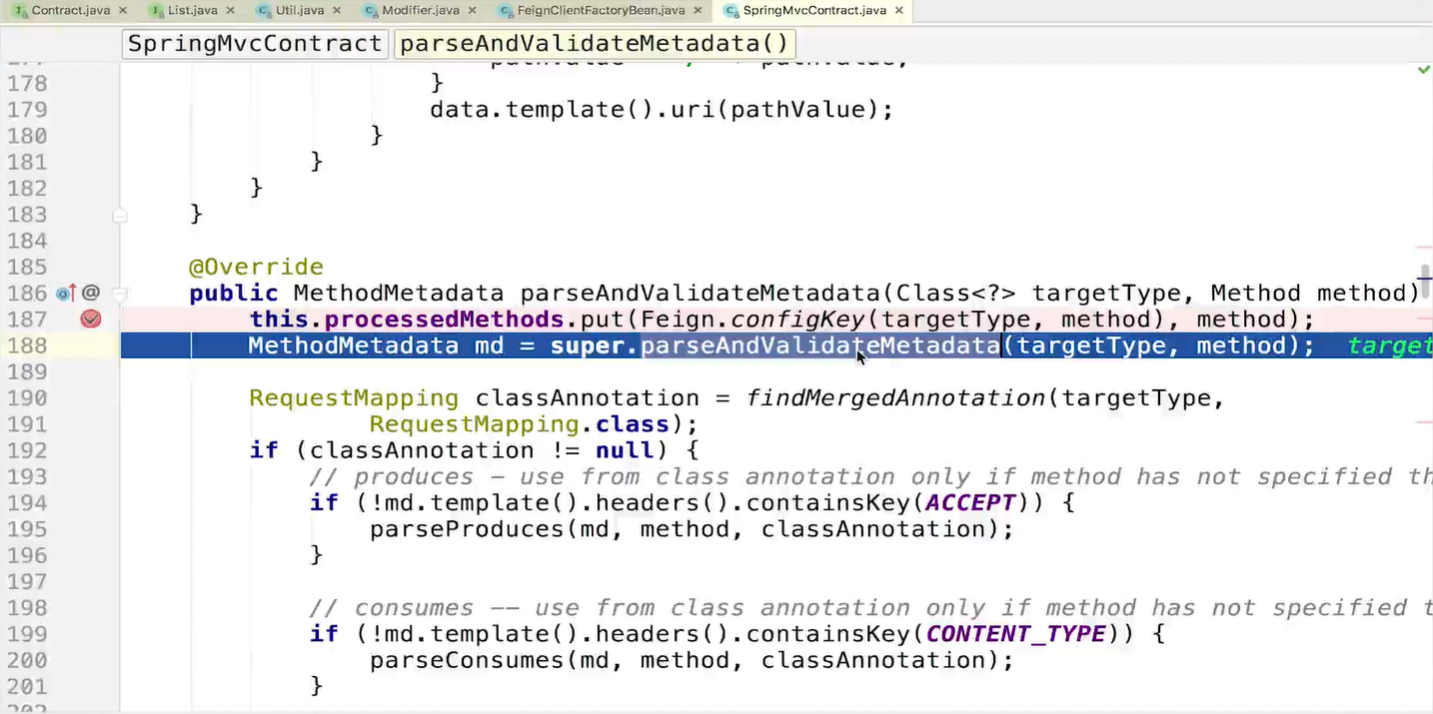 Contract.java × List.java × Util.java × Modifier.java × FeignClientFactoryBean.java × SpringMvcContract.java ×
SpringMvcContract parseAndValidateMetadata()
178 }
179 data.template().uri(pathValue);
180 }
181 }
182 }
183 }
184
185 @Override
186 @ public MethodMetadata parseAndValidateMetadata(Class<?> targetType, Method method)
187 this.processedMethods.put(Feign.configKey(targetType, method), method);
188 MethodMetadata md = super.parseAndValidateMetadata(targetType, method); target
189
190 RequestMapping classAnnotation = findMergedAnnotation(targetType,
191 RequestMapping.class);
192 if (classAnnotation != null) {
193 // produces – use from class annotation only if method has not specified th
194 if (!md.template().headers().containsKey(ACCEPT)) {
195 parseProduces(md, method, classAnnotation);
196 }
197
198 // consumes -- use from class annotation only if method has not specified t
199 if (!md.template().headers().containsKey(CONTENT_TYPE)) {
200 parseConsumes(md, method, classAnnotation);
201 }